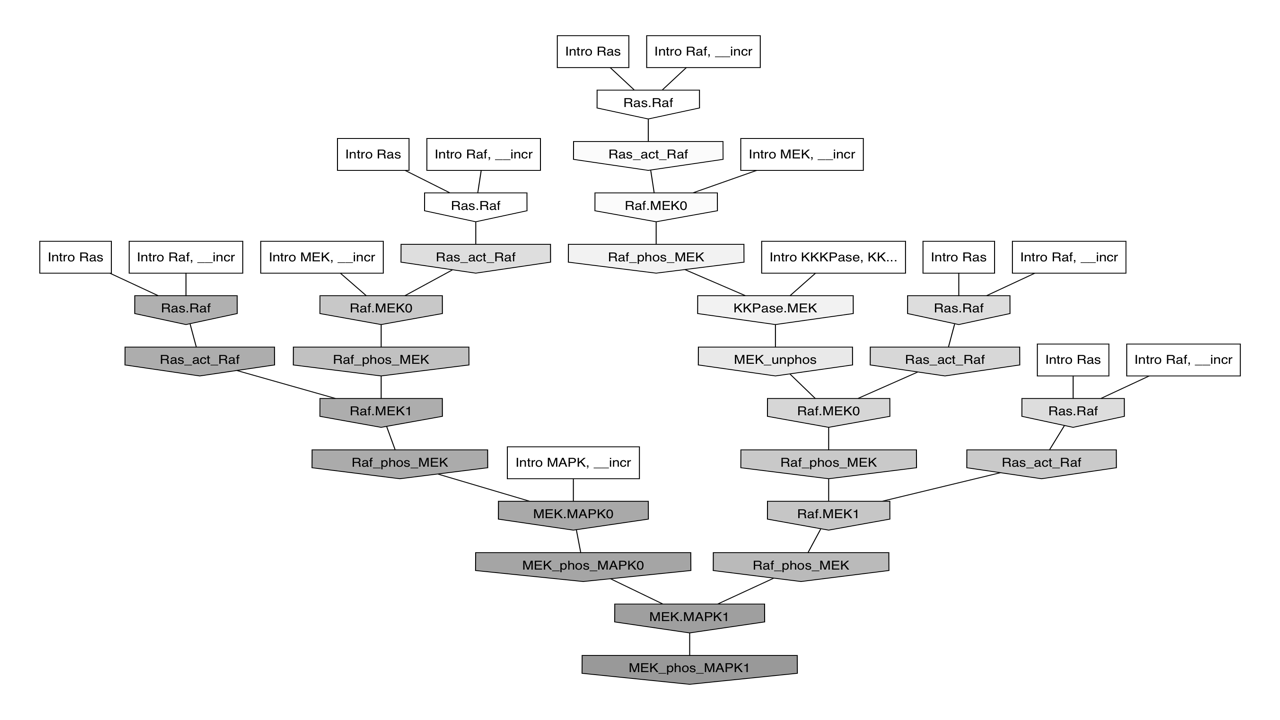 Intro Ras
Intro Raf, __incr
Ras.Raf
Intro Ras
Intro Raf, __incr
Ras_act_Raf
Intro MEK, __incr
Ras.Raf
Raf.MEK0
Intro Ras
Intro Raf, __incr
Intro MEK, __incr
Ras_act_Raf
Raf_phos_MEK
Intro KKKPase, KK...
Intro Ras
Intro Raf, __incr
Ras.Raf
Raf.MEK0
KKPase.MEK
Ras.Raf
Ras_act_Raf
Raf_phos_MEK
MEK_unphos
Ras_act_Raf
Intro Ras
Intro Raf, __incr
Raf.MEK1
Raf.MEK0
Ras.Raf
Raf_phos_MEK
Intro MAPK, __incr
Raf_phos_MEK
Ras_act_Raf
MEK.MAPK0
Raf.MEK1
MEK_phos_MAPK0
Raf_phos_MEK
MEK.MAPK1
MEK_phos_MAPK1